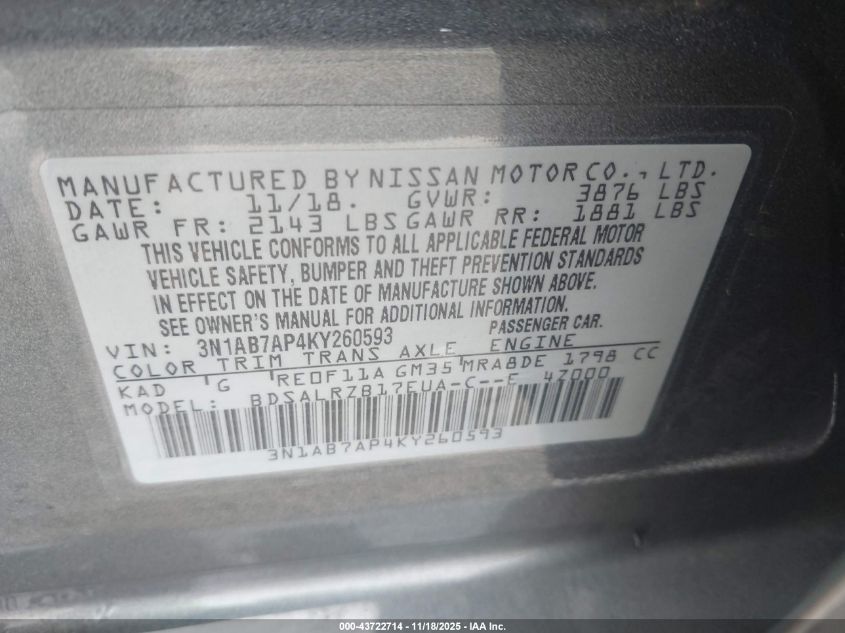 MANUFACTURED BY NISSAN MOTOR CO., LTD.
DATE: 11/18. GVWR: 3876 LBS
GAWR FR: 2143 LBS GAWR RR: 1881 LBS
THIS VEHICLE CONFORMS TO ALL APPLICABLE FEDERAL MOTOR
VEHICLE SAFETY, BUMPER AND THEFT PREVENTION STANDARDS
IN EFFECT ON THE DATE OF MANUFACTURE SHOWN ABOVE.
SEE OWNER'S MANUAL FOR ADDITIONAL INFORMATION.
VIN: 3N1AB7AP4KY260593 PASSENGER CAR.
COLOR TRIM TRANS AXLE ENGINE
KAD G RE0F11A GM35 MRA8DE 1798 CC
MODEL: BDSALRZB17EUA-C--E 4Z000
3N1AB7AP4KY260593
000-43722714 - 11/18/2025 - IAA Inc.